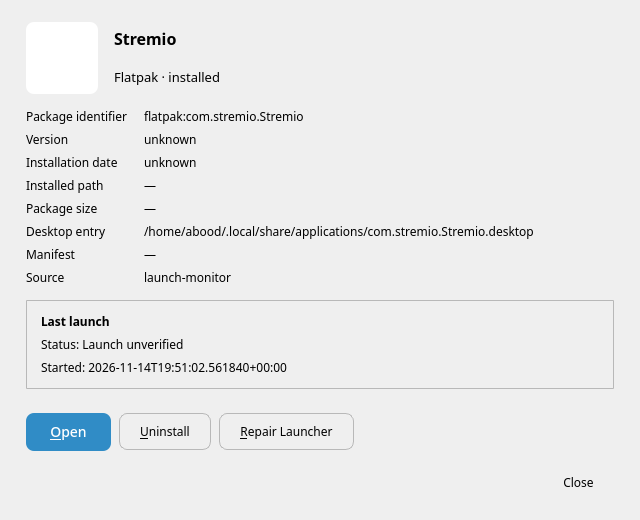 Stremio
Flatpak · installed
Package identifier flatpak:com.stremio.Stremio
Version unknown
Installation date unknown
Installed path —
Package size —
Desktop entry /home/abood/.local/share/applications/com.stremio.Stremio.desktop
Manifest —
Source launch-monitor
Last launch
Status: Launch unverified
Started: 2026-11-14T19:51:02.561840+00:00
Open Uninstall Repair Launcher
Close